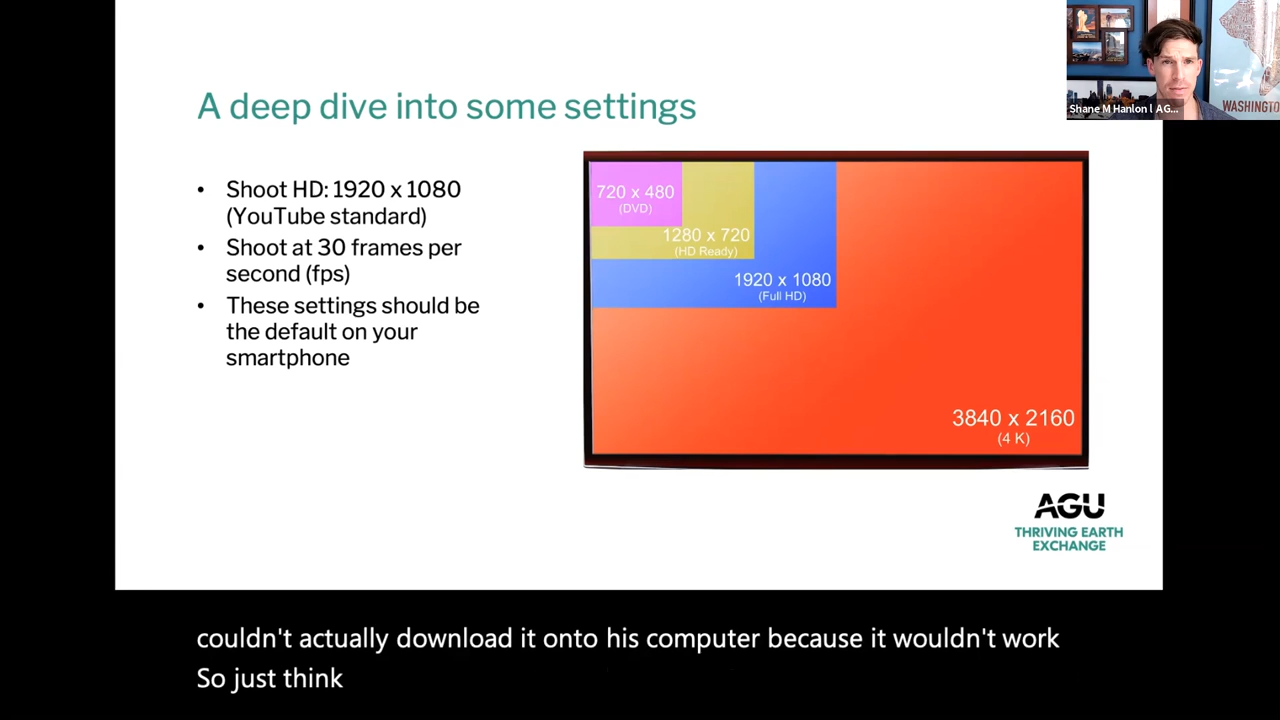 A deep dive into some settings
• Shoot HD: 1920 x 1080
(YouTube standard)
• Shoot at 30 frames per
second (fps)
• These settings should be
the default on your
smartphone
720 x 480
(DVD)
1280 x 720
(HD Ready)
1920 x 1080
(Full HD)
3840 x 2160
(4 K)
AGU
THRIVING EARTH
EXCHANGE
Shane M Hanlon l AG...
WASHINGTO
couldn't actually download it onto his computer because it wouldn't work
So just think